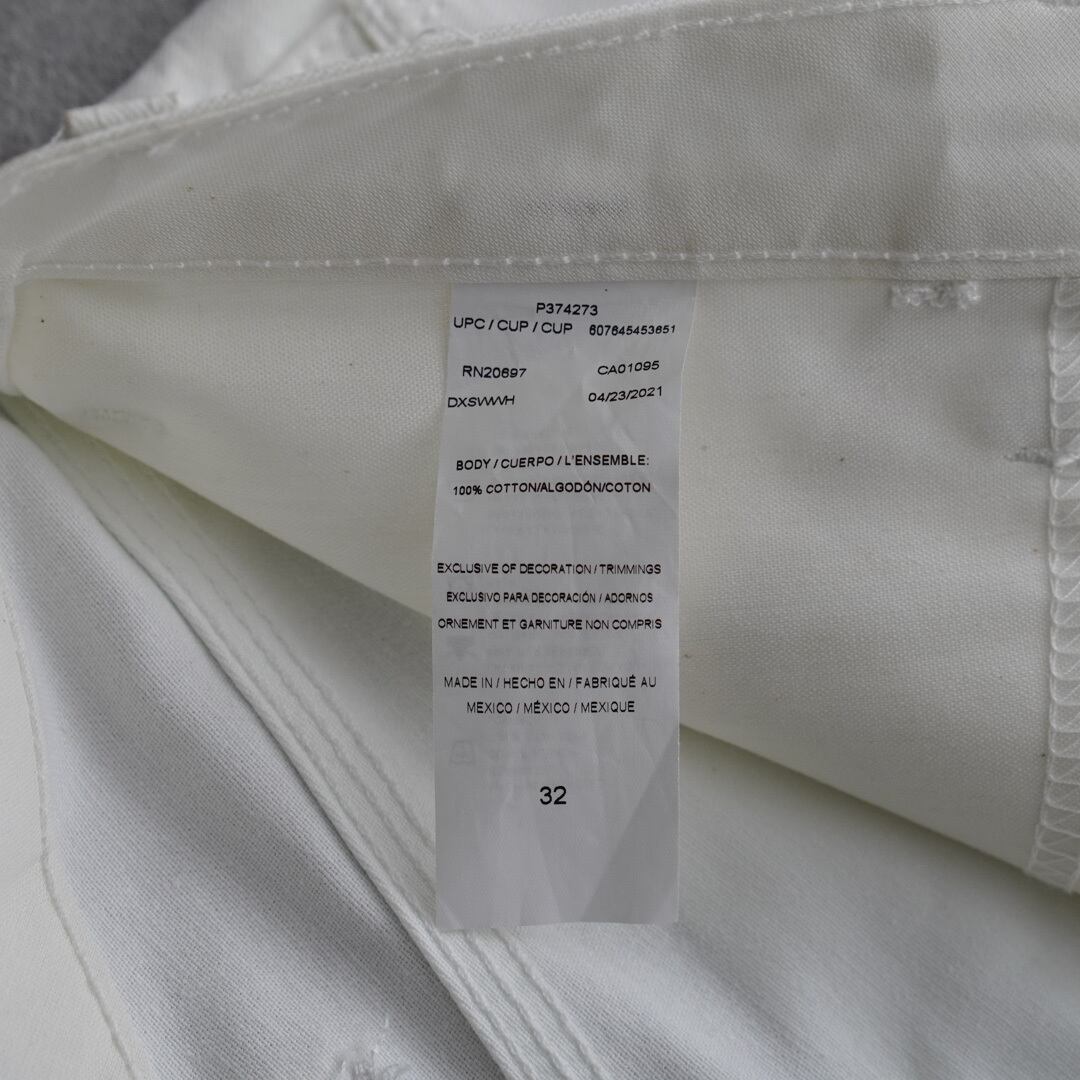 P374273
UPC / CUP / CUP 607645453651
RN20697 CA01095
DXSWWH 04/23/2021
BODY / CUERPO / L'ENSEMBLE:
100% COTTON/ALGODÓN/COTON
EXCLUSIVE OF DECORATION / TRIMMINGS
EXCLUSIVO PARA DECORACIÓN / ADORNOS
ORNEMENT ET GARNITURE NON COMPRIS
MADE IN / HECHO EN / FABRIQUÉ AU
MEXICO / MÉXICO / MEXIQUE
32